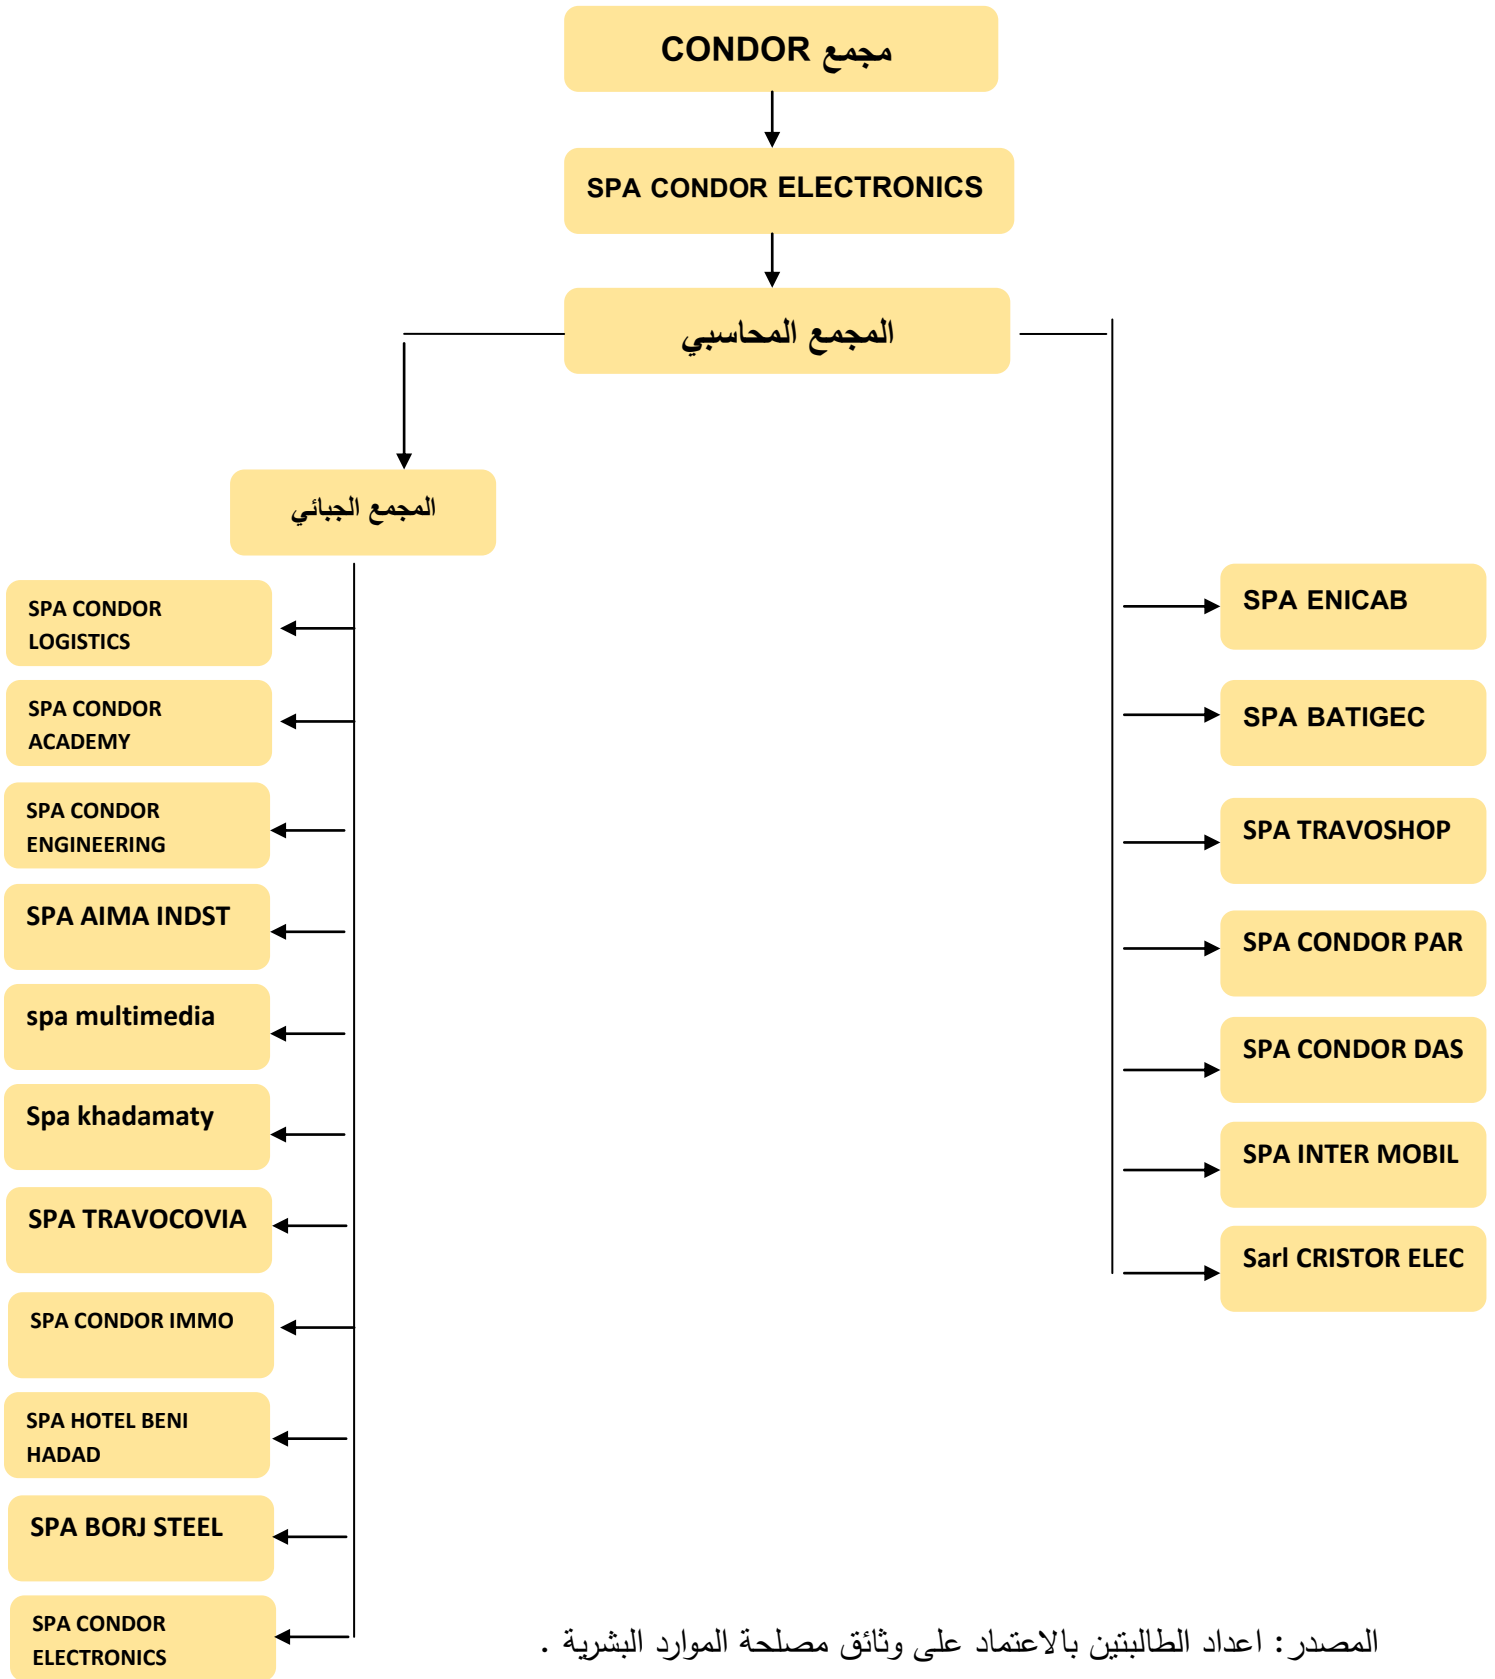 مجمع CONDOR
SPA CONDOR ELECTRONICS
المجمع المحاسبي
المجمع الجبائي
SPA CONDOR
LOGISTICS
SPA CONDOR
ACADEMY
SPA CONDOR
ENGINEERING
SPA AIMA INDST
spa multimedia
Spa khadamaty
SPA TRAVOCOVIA
SPA CONDOR IMMO
SPA HOTEL BENI
HADAD
SPA BORJ STEEL
SPA CONDOR
ELECTRONICS
SPA ENICAB
SPA BATIGEC
SPA TRAVOSHOP
SPA CONDOR PAR
SPA CONDOR DAS
SPA INTER MOBIL
Sarl CRISTOR ELEC
المصدر: اعداد الطالبتين بالاعتماد على وثائق مصلحة الموارد البشرية .